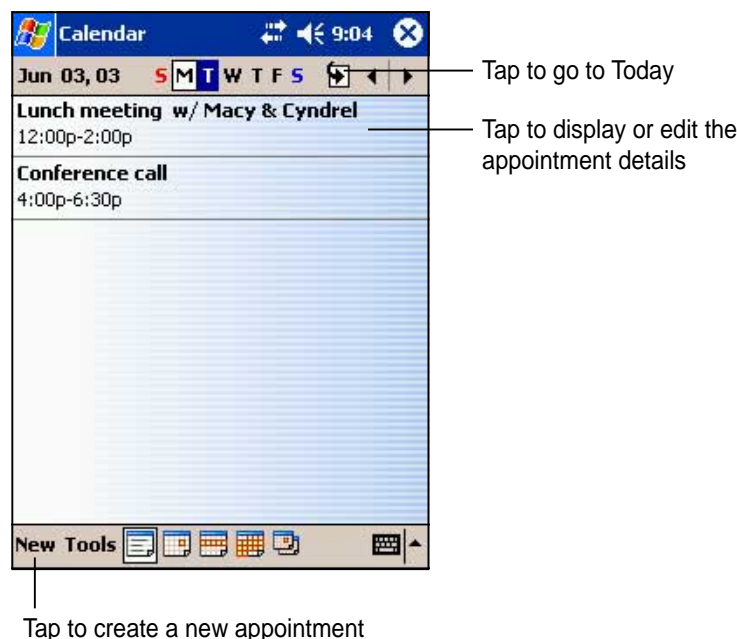 Calendar 9:04
Jun 03, 03 S M T W T F S
Tap to go to Today
Lunch meeting w/ Macy & Cyndrel
12:00p-2:00p
Tap to display or edit the
appointment details
Conference call
4:00p-6:30p
New Tools
Tap to create a new appointment